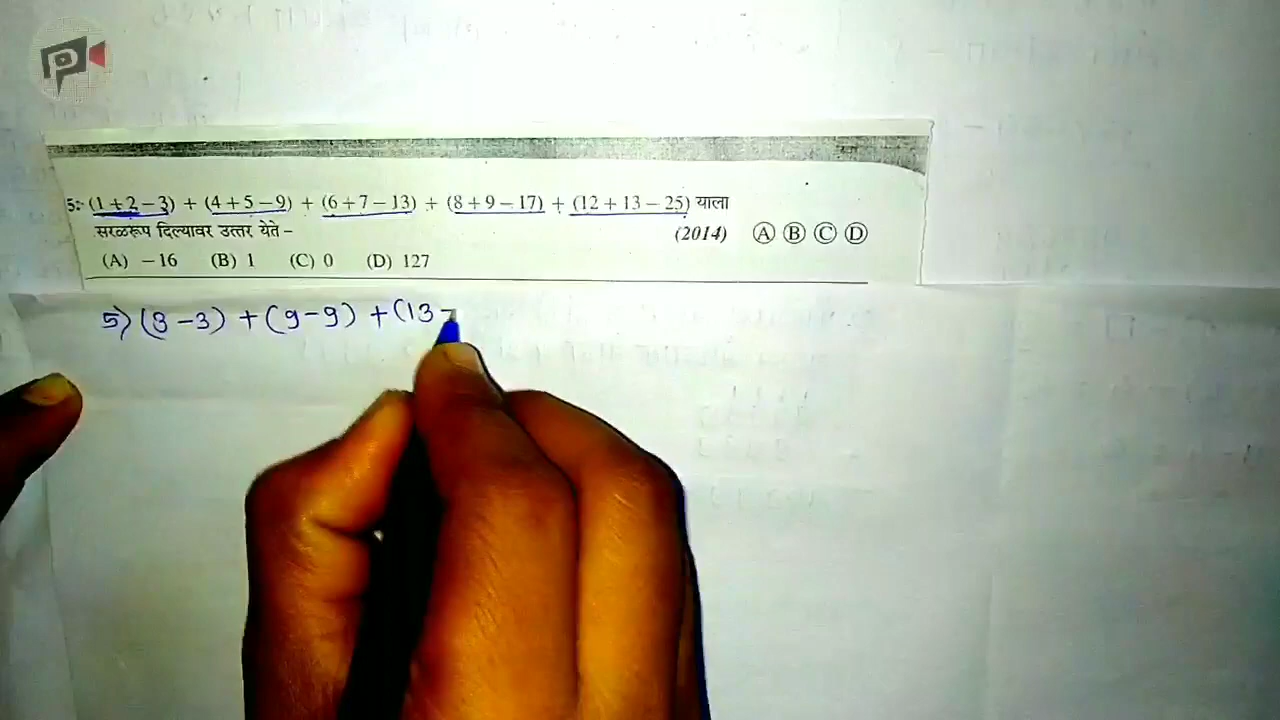 5:- (1 + 2 − 3) + (4 + 5 − 9) + (6 + 7 − 13) + (8 + 9 − 17) + (12 + 13 − 25) याला
सरळरूप दिल्यावर उत्तर येते – (2014) Ⓐ Ⓑ Ⓒ Ⓓ
(A) −16 (B) 1 (C) 0 (D) 127
5) (3 − 3) + (9 − 9) + (13 −